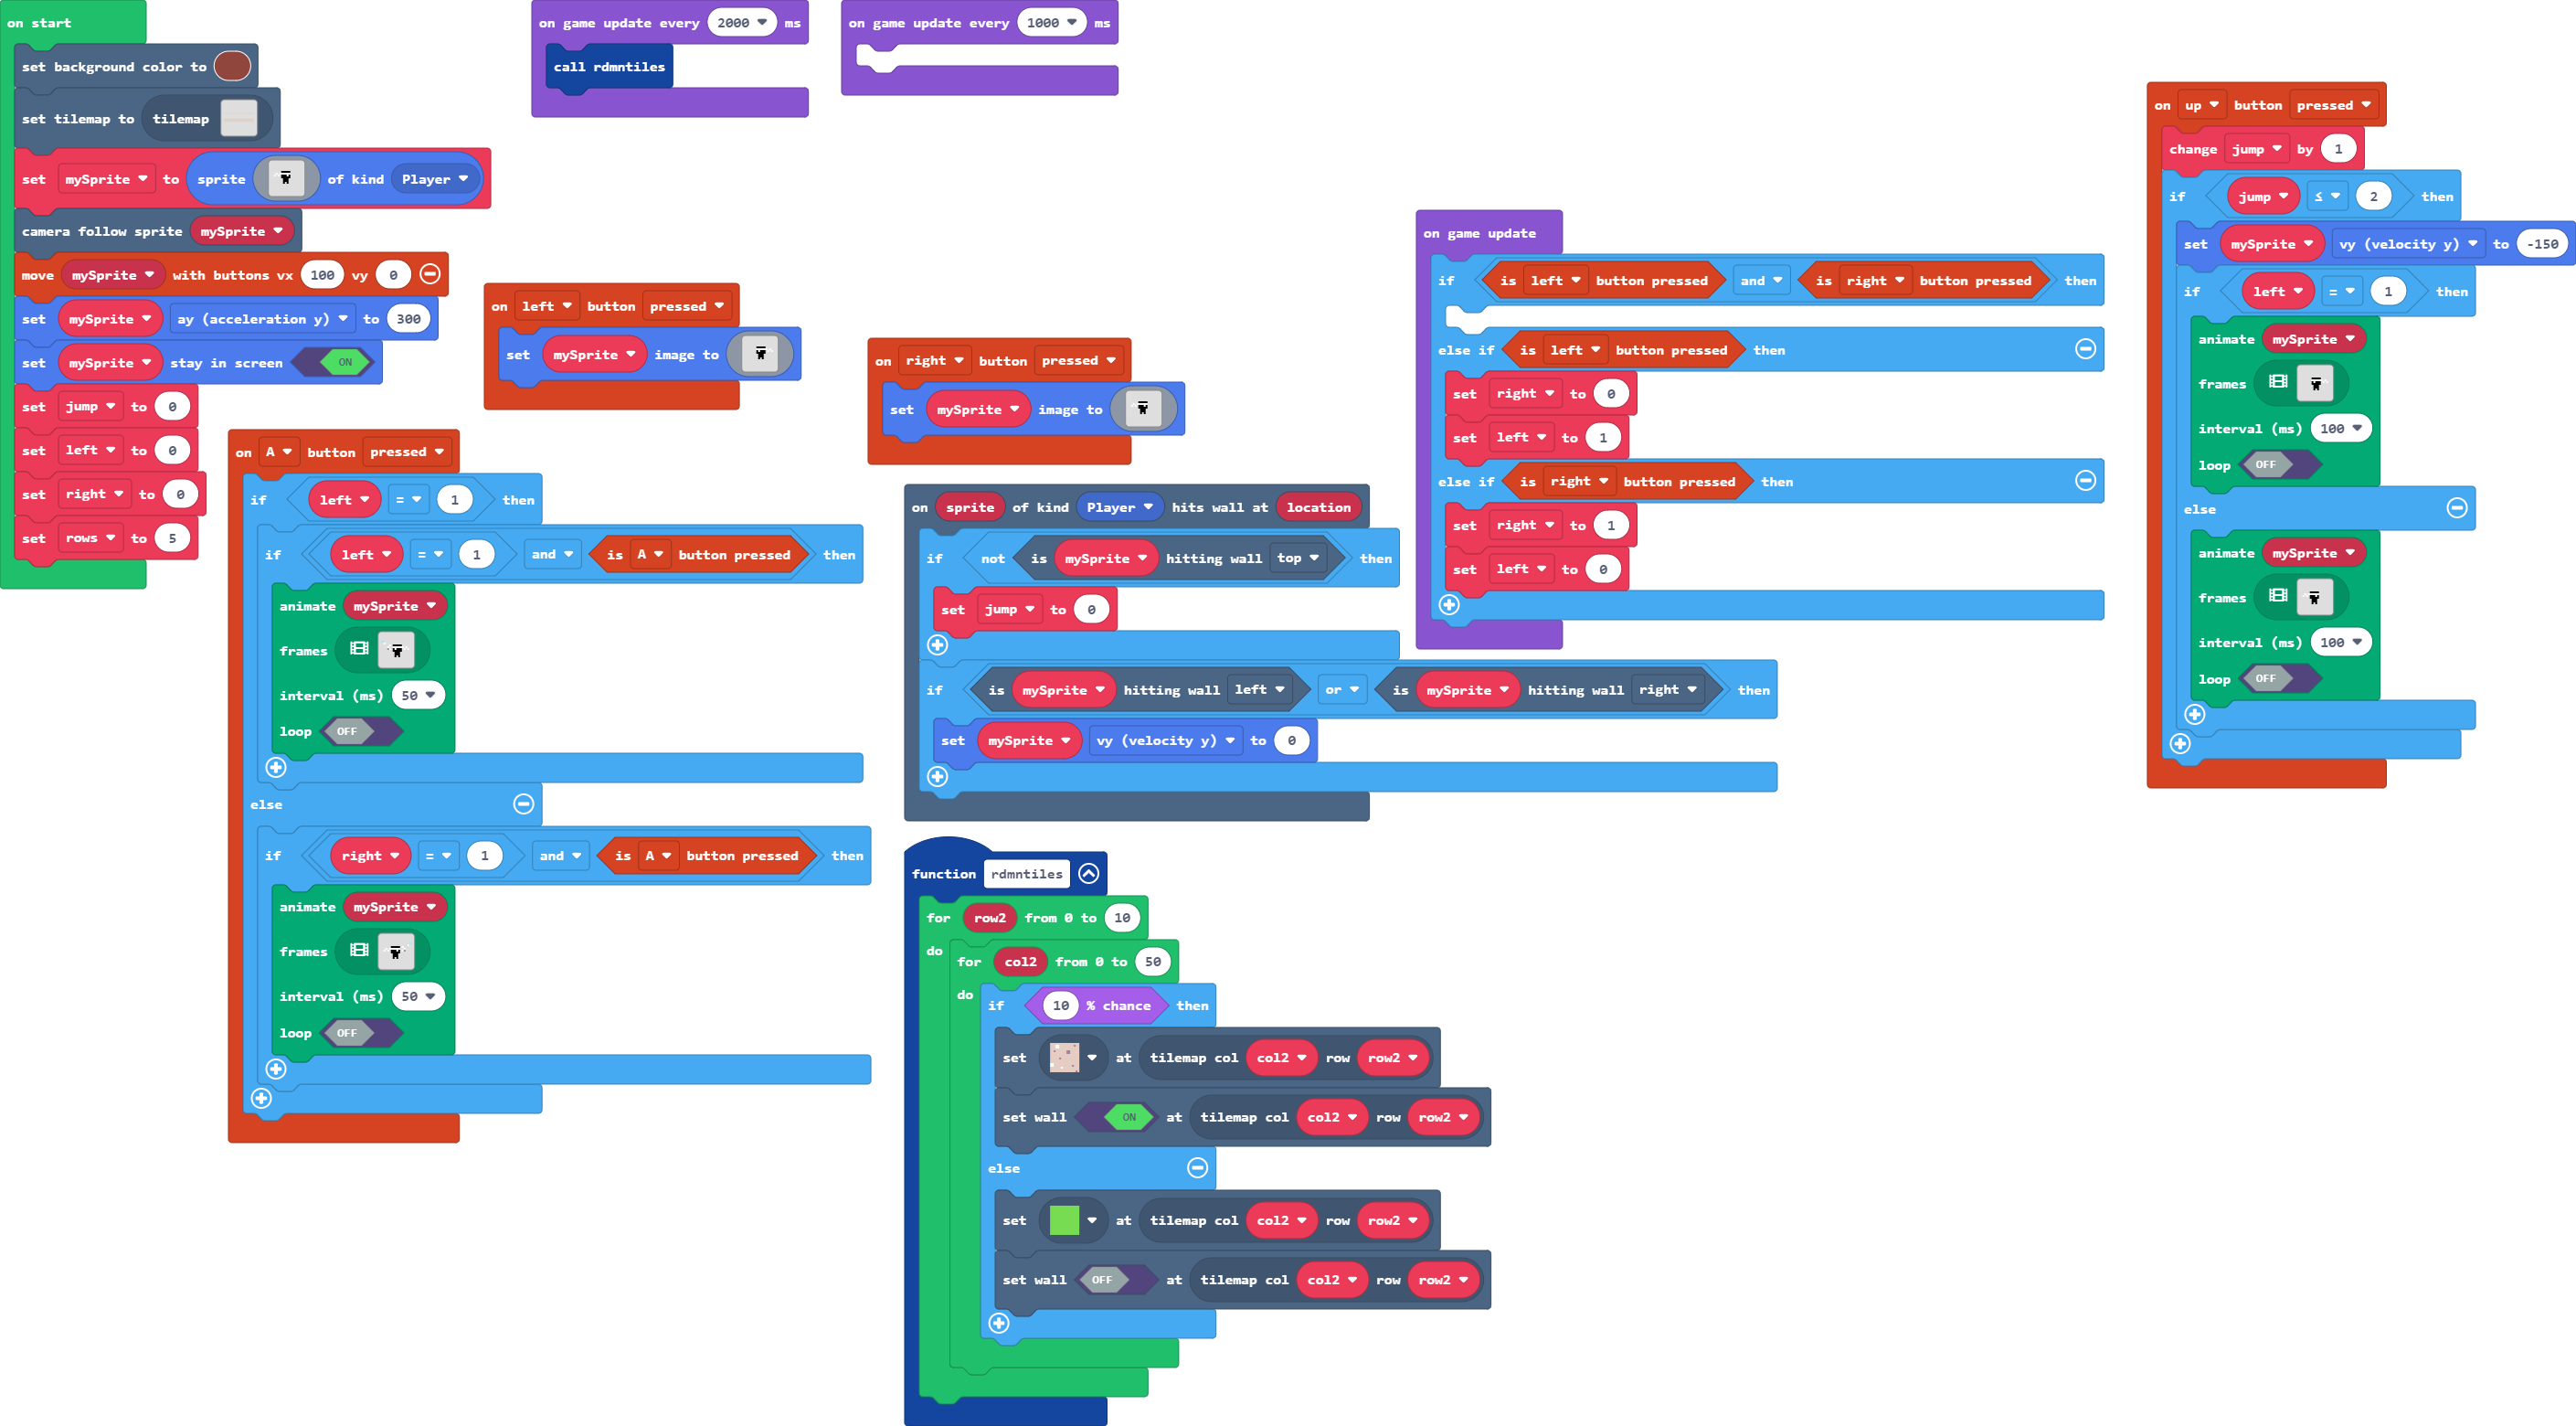 on start
set background color to
set tilemap to tilemap
set mySprite to sprite of kind Player
camera follow sprite mySprite
move mySprite with buttons vx 100 vy 0
set mySprite ay (acceleration y) to 300
set mySprite stay in screen ON
set jump to 0
set left to 0
set right to 0
set rows to 5
on game update every 2000 ms
call rdmntiles
on game update every 1000 ms
on left button pressed
set mySprite image to
on right button pressed
set mySprite image to
on A button pressed
if left = 1 then
if left = 1 and is A button pressed then
animate mySprite
frames
interval (ms) 50
loop OFF
else
if right = 1 and is A button pressed then
animate mySprite
frames
interval (ms) 50
loop OFF
on sprite of kind Player hits wall at location
if not is mySprite hitting wall top then
set jump to 0
if is mySprite hitting wall left or is mySprite hitting wall right then
set mySprite vy (velocity y) to 0
function rdmntiles
for row2 from 0 to 10
do for col2 from 0 to 50
do if 10 % chance then
set at tilemap col col2 row row2
set wall ON at tilemap col col2 row row2
else
set at tilemap col col2 row row2
set wall OFF at tilemap col col2 row row2
on game update
if is left button pressed and is right button pressed then
else if is left button pressed then
set right to 0
set left to 1
else if is right button pressed then
set right to 1
set left to 0
on up button pressed
change jump by 1
if jump ≤ 2 then
set mySprite vy (velocity y) to -150
if left = 1 then
animate mySprite
frames
interval (ms) 100
loop OFF
else
animate mySprite
frames
interval (ms) 100
loop OFF